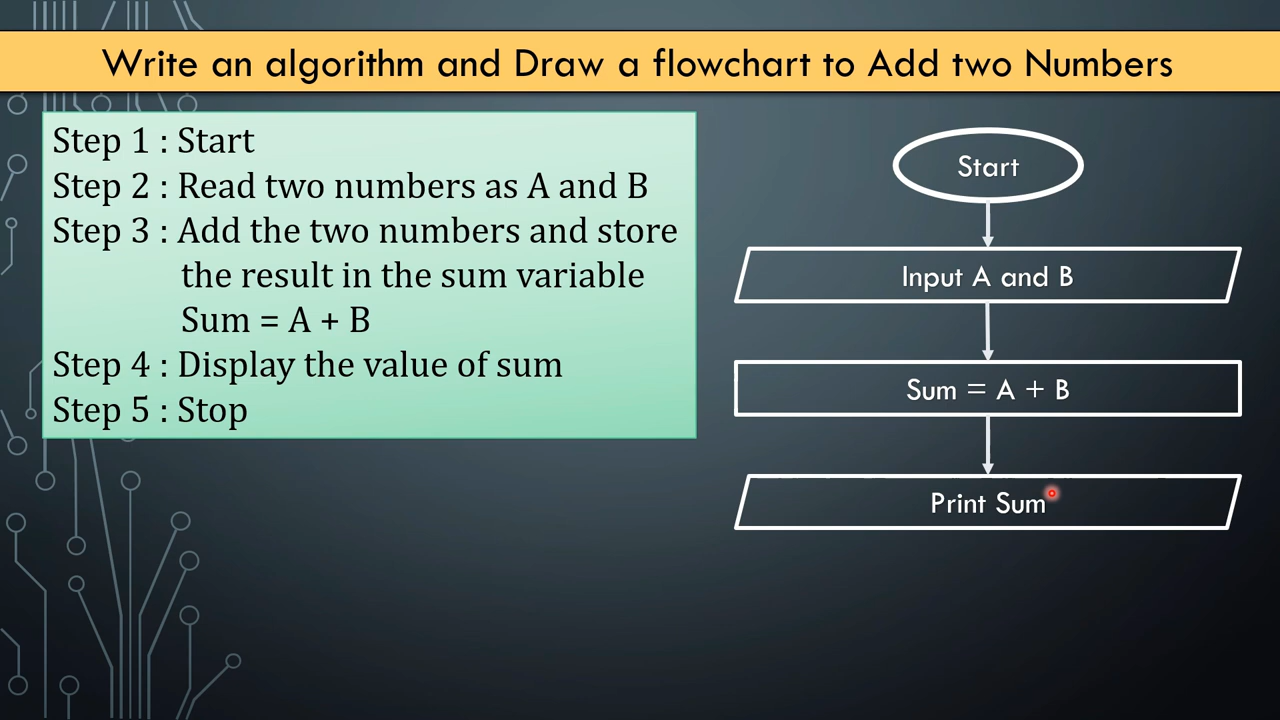 Write an algorithm and Draw a flowchart to Add two Numbers
Step 1 : Start
Step 2 : Read two numbers as A and B
Step 3 : Add the two numbers and store
the result in the sum variable
Sum = A + B
Step 4 : Display the value of sum
Step 5 : Stop
Start
Input A and B
Sum = A + B
Print Sum